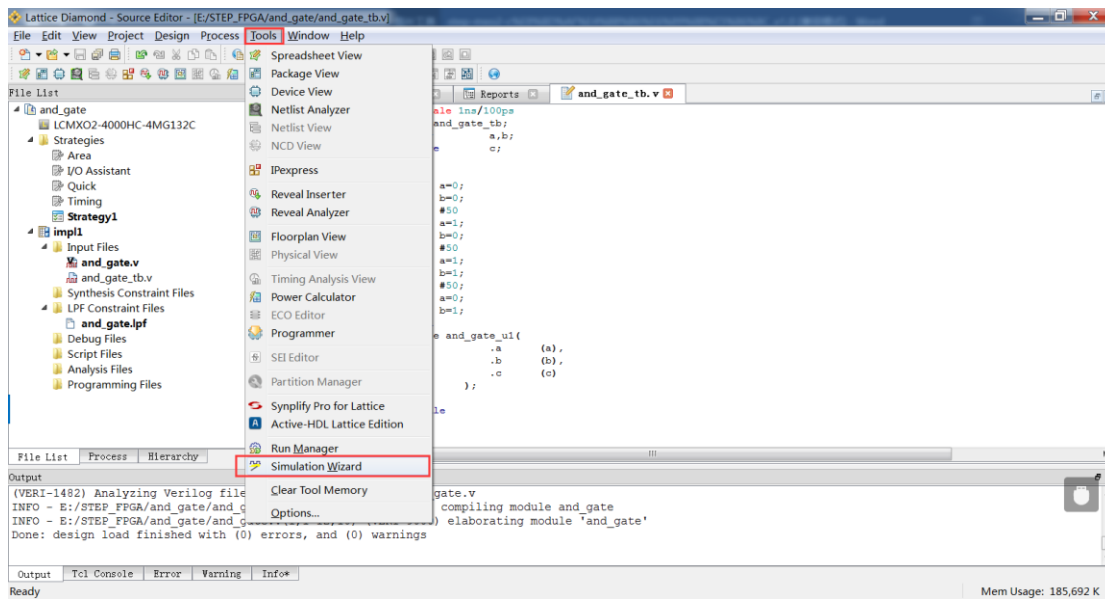 Lattice Diamond - Source Editor - [E:/STEP_FPGA/and_gate/and_gate_tb.v]
File Edit View Project Design Process Tools Window Help
File List
and_gate
LCMXO2-4000HC-4MG132C
Strategies
Area
I/O Assistant
Quick
Timing
Strategy1
impl1
Input Files
and_gate.v
and_gate_tb.v
Synthesis Constraint Files
LPF Constraint Files
and_gate.lpf
Debug Files
Script Files
Analysis Files
Programming Files
File List Process Hierarchy
Spreadsheet View
Package View
Device View
Netlist Analyzer
Netlist View
NCD View
IPexpress
Reveal Inserter
Reveal Analyzer
Floorplan View
Physical View
Timing Analysis View
Power Calculator
ECO Editor
Programmer
SEI Editor
Partition Manager
Synplify Pro for Lattice
Active-HDL Lattice Edition
Run Manager
Simulation Wizard
Clear Tool Memory
Options...
Reports and_gate_tb.v
ale 1ns/100ps
and_gate_tb;
a,b;
e c;
a=0;
b=0;
#50
a=1;
b=0;
#50
a=1;
b=1;
#50;
a=0;
b=1;
e and_gate_u1(
.a (a),
.b (b),
.c (c)
);
le
Output
(VERI-1482) Analyzing Verilog file gate.v
INFO - E:/STEP_FPGA/and_gate/and_g compiling module and_gate
INFO - E:/STEP_FPGA/and_gate/and_g elaborating module 'and_gate'
Done: design load finished with (0) errors, and (0) warnings
Output Tcl Console Error Warning Info*
Ready Mem Usage: 185,692 K